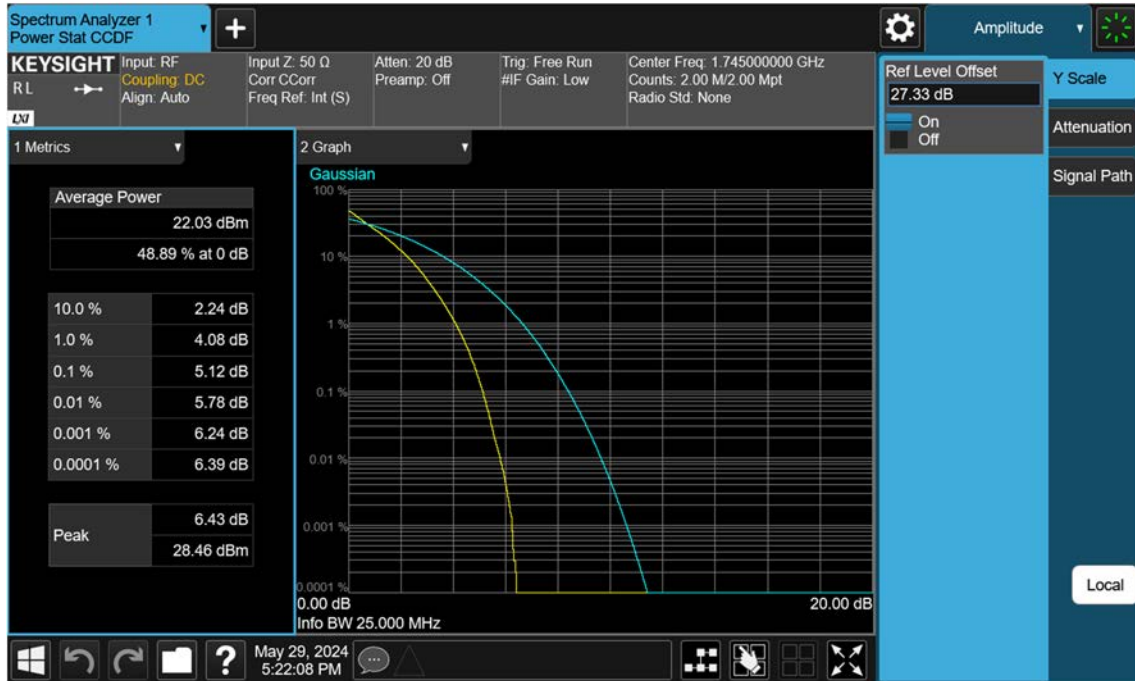 Spectrum Analyzer 1
Power Stat CCDF
+
Amplitude
KEYSIGHT
R L
LXI
Input: RF
Coupling: DC
Align: Auto
Input Z: 50 Ω
Corr CCorr
Freq Ref: Int (S)
Atten: 20 dB
Preamp: Off
Trig: Free Run
#IF Gain: Low
Center Freq: 1.745000000 GHz
Counts: 2.00 M/2.00 Mpt
Radio Std: None
Ref Level Offset
27.33 dB
On
Off
Y Scale
Attenuation
Signal Path
1 Metrics
Average Power
22.03 dBm
48.89 % at 0 dB
10.0 % 2.24 dB
1.0 % 4.08 dB
0.1 % 5.12 dB
0.01 % 5.78 dB
0.001 % 6.24 dB
0.0001 % 6.39 dB
Peak
6.43 dB
28.46 dBm
2 Graph
Gaussian
100 %
10 %
1 %
0.1 %
0.01 %
0.001 %
0.0001 %
0.00 dB 20.00 dB
Info BW 25.000 MHz
Local
?
May 29, 2024
5:22:08 PM